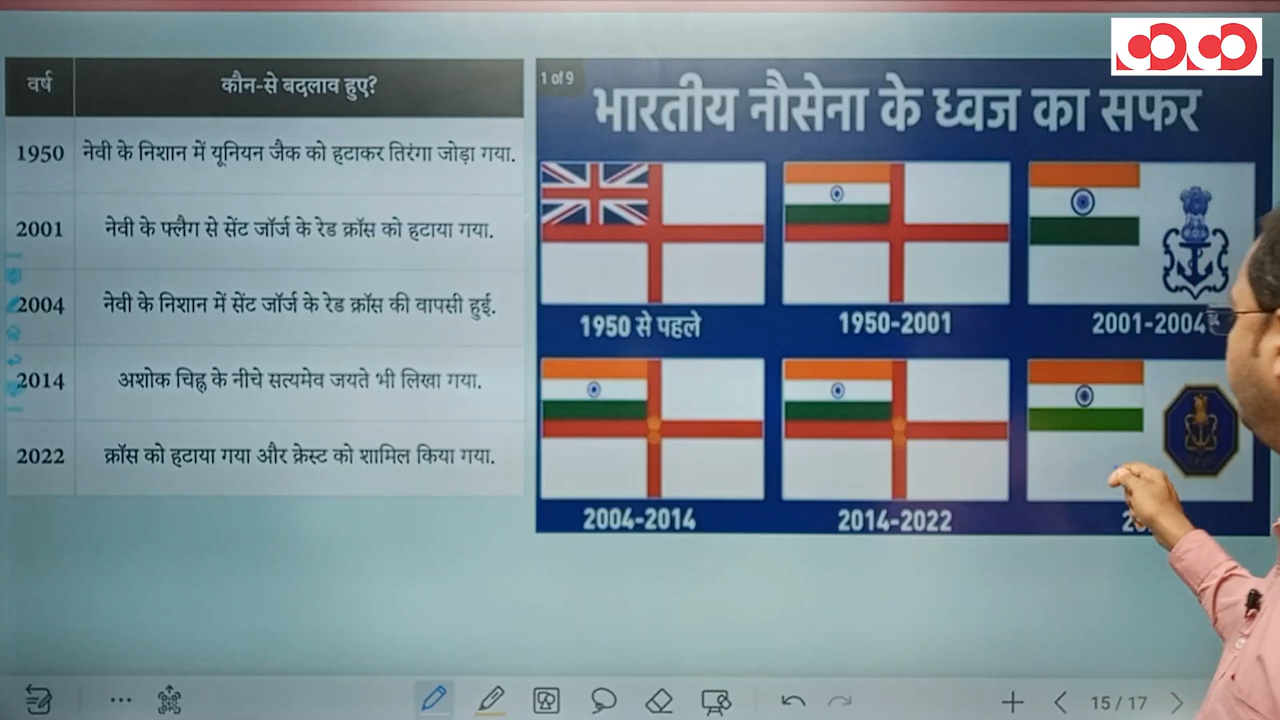 वर्ष कौन-से बदलाव हुए?
1950 नेवी के निशान में यूनियन जैक को हटाकर तिरंगा जोड़ा गया.
2001 नेवी के फ्लैग से सेंट जॉर्ज के रेड क्रॉस को हटाया गया.
2004 नेवी के निशान में सेंट जॉर्ज के रेड क्रॉस की वापसी हुई.
2014 अशोक चिह्न के नीचे सत्यमेव जयते भी लिखा गया.
2022 क्रॉस को हटाया गया और क्रेस्ट को शामिल किया गया.
1 of 9
भारतीय नौसेना के ध्वज का सफर
1950 से पहले 1950-2001 2001-2004
2004-2014 2014-2022
15 / 17